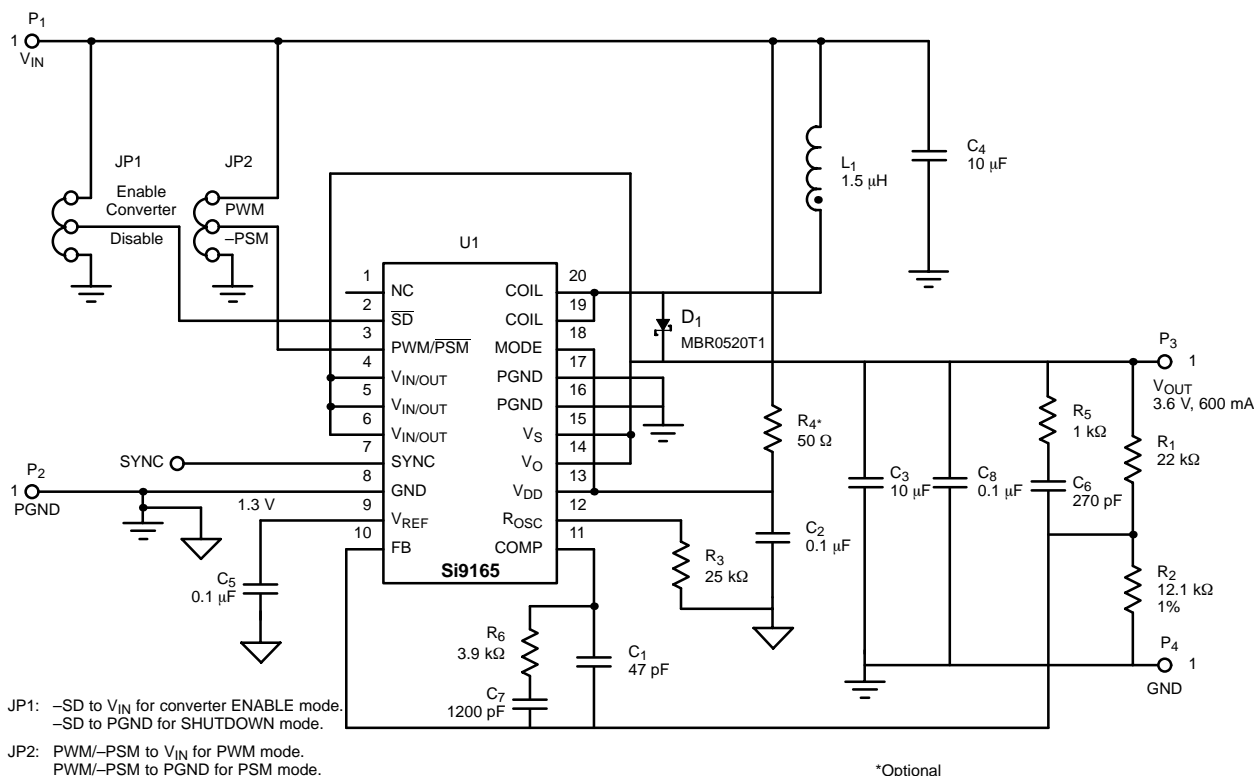 P1
1
VIN
JP1
JP2
Enable
Converter
PWM
Disable
–PSM
L1
1.5 μH
C4
10 μF
U1
1
NC
2
SD
3
PWM/PSM
4
VIN/OUT
5
VIN/OUT
6
VIN/OUT
7
SYNC
8
GND
9
VREF
10
FB
20
COIL
19
COIL
18
MODE
17
PGND
16
PGND
15
VS
14
VO
13
VDD
12
ROSC
11
COMP
Si9165
D1
MBR0520T1
P3
1
VOUT
3.6 V, 600 mA
R4*
50 Ω
R5
1 kΩ
R1
22 kΩ
SYNC
P2
1
PGND
1.3 V
C3
10 μF
C8
0.1 μF
C6
270 pF
C2
0.1 μF
R3
25 kΩ
R2
12.1 kΩ
1%
C5
0.1 μF
R6
3.9 kΩ
C1
47 pF
C7
1200 pF
P4
1
GND
JP1: –SD to VIN for converter ENABLE mode.
–SD to PGND for SHUTDOWN mode.
JP2: PWM/–PSM to VIN for PWM mode.
PWM/–PSM to PGND for PSM mode.
*Optional